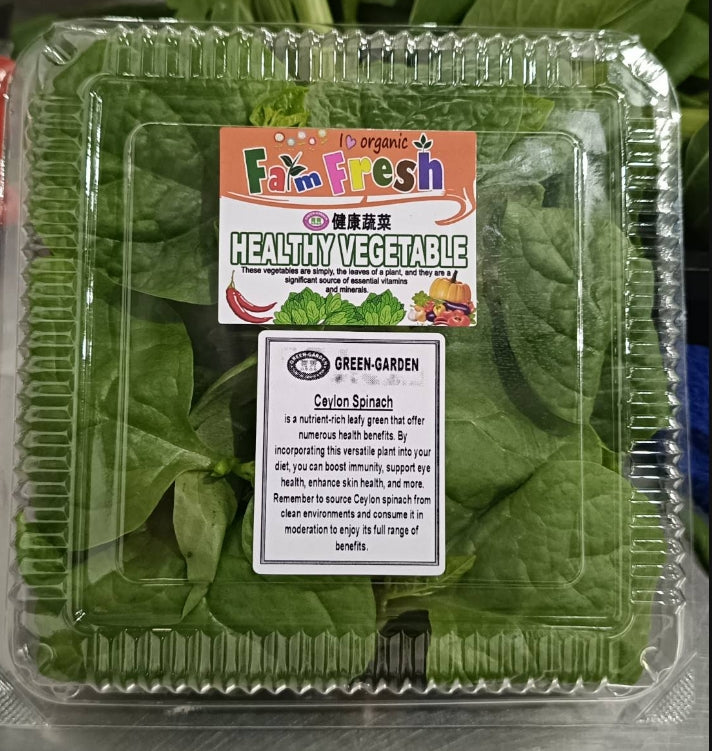 I organic
Farm Fresh
健康蔬菜
HEALTHY VEGETABLE
These vegetables are simply, the leaves of a plant, and they are a
significant source of essential vitamins
and minerals.
GREEN-GARDEN
GREEN-GARDEN
Ceylon Spinach
is a nutrient-rich leafy green that offer
numerous health benefits. By
incorporating this versatile plant into your
diet, you can boost immunity, support eye
health, enhance skin health, and more.
Remember to source Ceylon spinach from
clean environments and consume it in
moderation to enjoy its full range of
benefits.